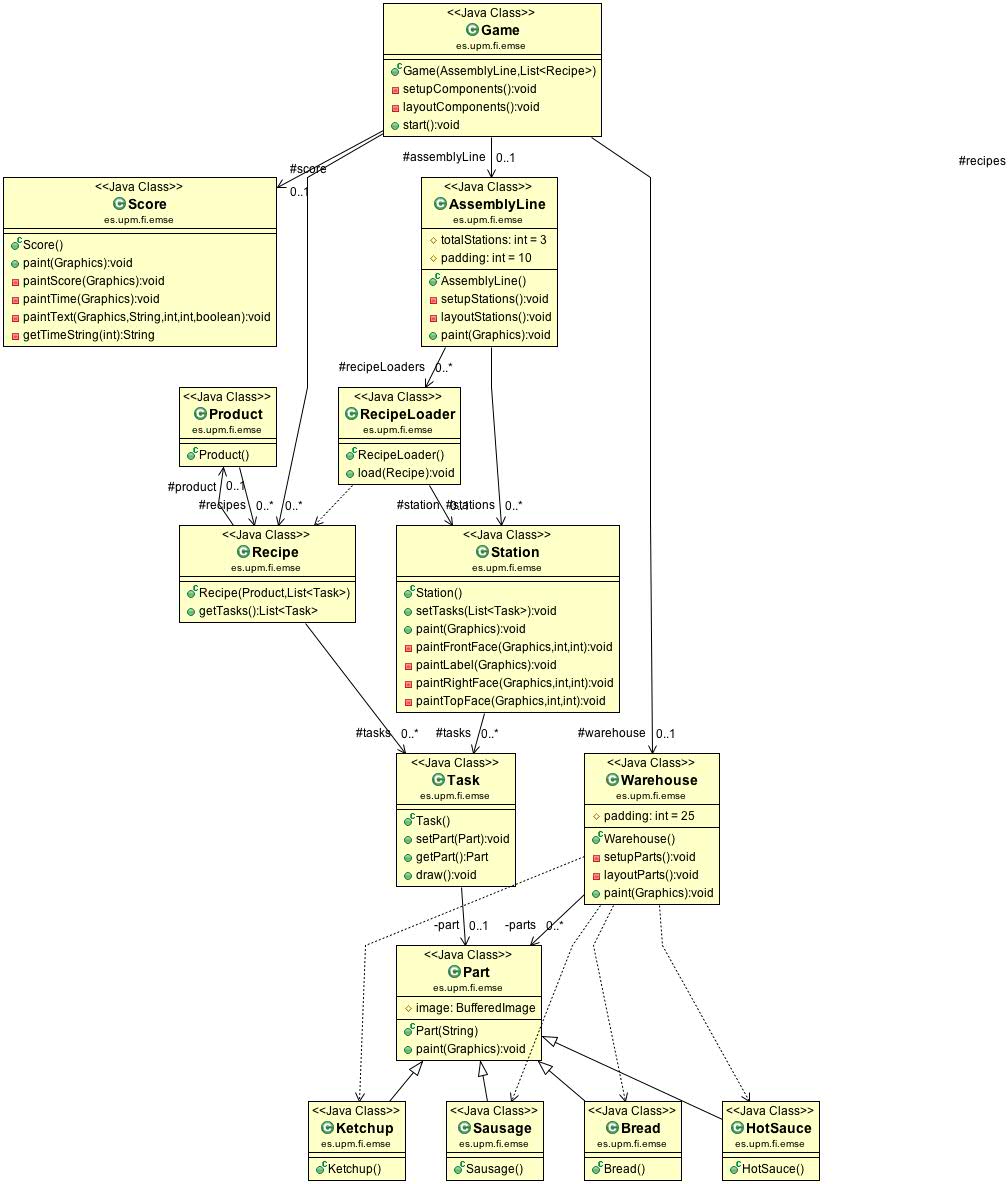 <<Java Class>>
Game
es.upm.fi.emse
Game(AssemblyLine,List<Recipe>)
setupComponents():void
layoutComponents():void
start():void
#score
0..1
#assemblyLine
0..1
#recipes
<<Java Class>>
Score
es.upm.fi.emse
Score()
paint(Graphics):void
paintScore(Graphics):void
paintTime(Graphics):void
paintText(Graphics,String,int,int,boolean):void
getTimeString(int):String
<<Java Class>>
AssemblyLine
es.upm.fi.emse
totalStations: int = 3
padding: int = 10
AssemblyLine()
setupStations():void
layoutStations():void
paint(Graphics):void
#recipeLoaders
0..*
<<Java Class>>
Product
es.upm.fi.emse
Product()
<<Java Class>>
RecipeLoader
es.upm.fi.emse
RecipeLoader()
load(Recipe):void
#product
0..1
#recipes
0..*
0..*
#station
0..1
#stations
0..*
<<Java Class>>
Recipe
es.upm.fi.emse
Recipe(Product,List<Task>)
getTasks():List<Task>
<<Java Class>>
Station
es.upm.fi.emse
Station()
setTasks(List<Task>):void
paint(Graphics):void
paintFrontFace(Graphics,int,int):void
paintLabel(Graphics):void
paintRightFace(Graphics,int,int):void
paintTopFace(Graphics,int,int):void
#tasks
0..*
#tasks
0..*
#warehouse
0..1
<<Java Class>>
Task
es.upm.fi.emse
Task()
setPart(Part):void
getPart():Part
draw():void
<<Java Class>>
Warehouse
es.upm.fi.emse
padding: int = 25
Warehouse()
setupParts():void
layoutParts():void
paint(Graphics):void
-part
0..1
-parts
0..*
<<Java Class>>
Part
es.upm.fi.emse
image: BufferedImage
Part(String)
paint(Graphics):void
<<Java Class>>
Ketchup
es.upm.fi.emse
Ketchup()
<<Java Class>>
Sausage
es.upm.fi.emse
Sausage()
<<Java Class>>
Bread
es.upm.fi.emse
Bread()
<<Java Class>>
HotSauce
es.upm.fi.emse
HotSauce()